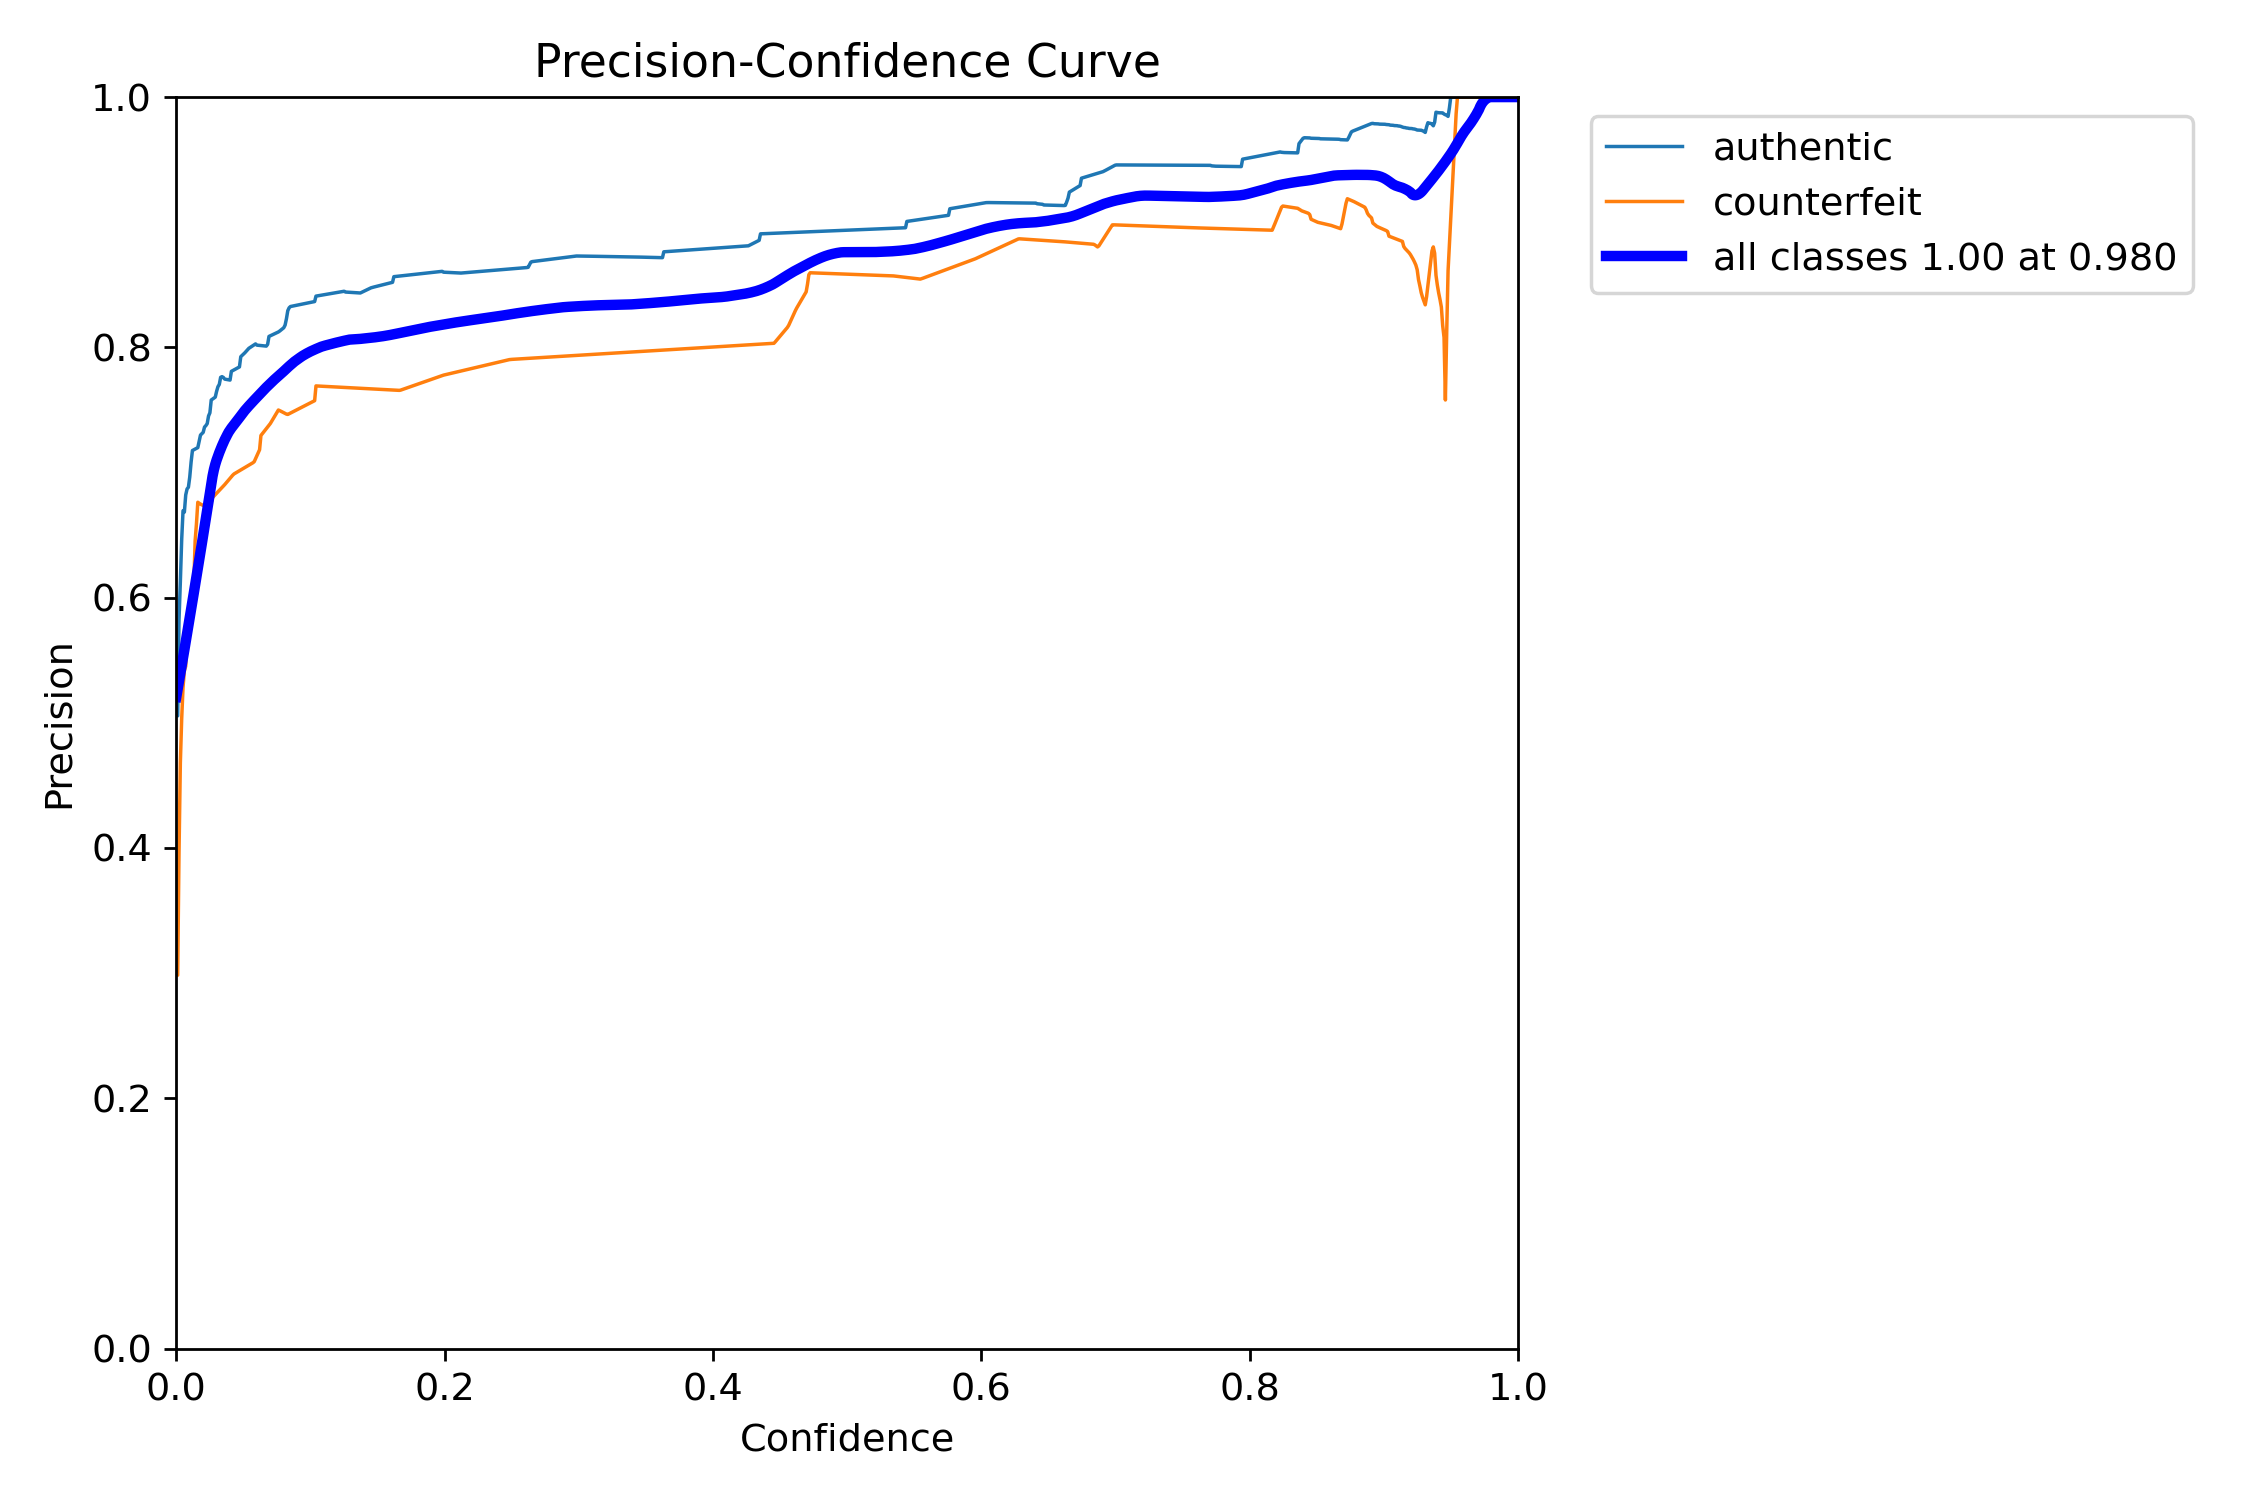 Precision-Confidence Curve
1.0
0.8
0.6
0.4
0.2
0.0
Precision
0.0 0.2 0.4 0.6 0.8 1.0
Confidence
authentic
counterfeit
all classes 1.00 at 0.980